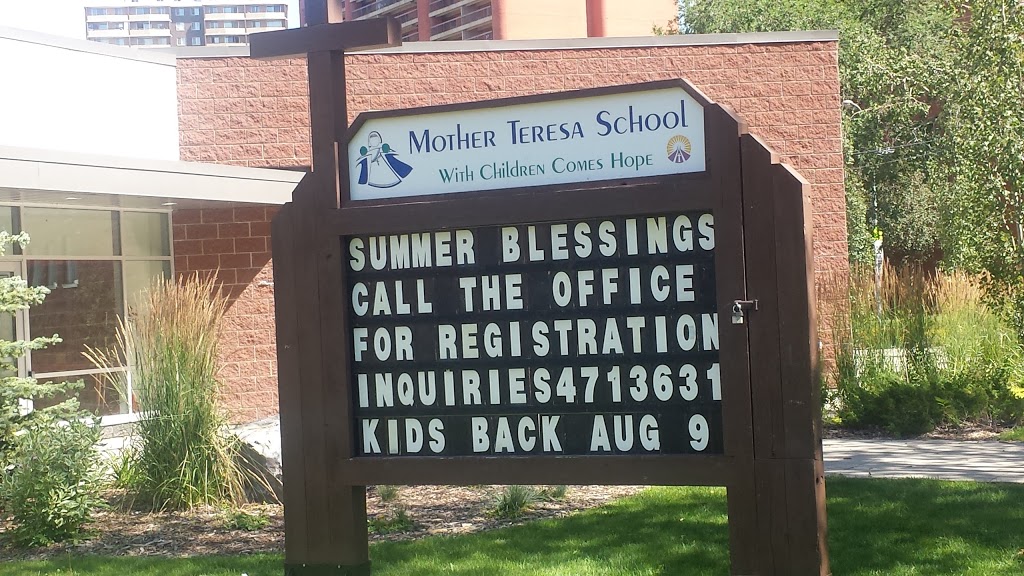 Mother Teresa School
With Children Comes Hope
SUMMER BLESSINGS
CALL THE OFFICE
FOR REGISTRATION
INQUIRIES4713631
KIDS BACK AUG 9